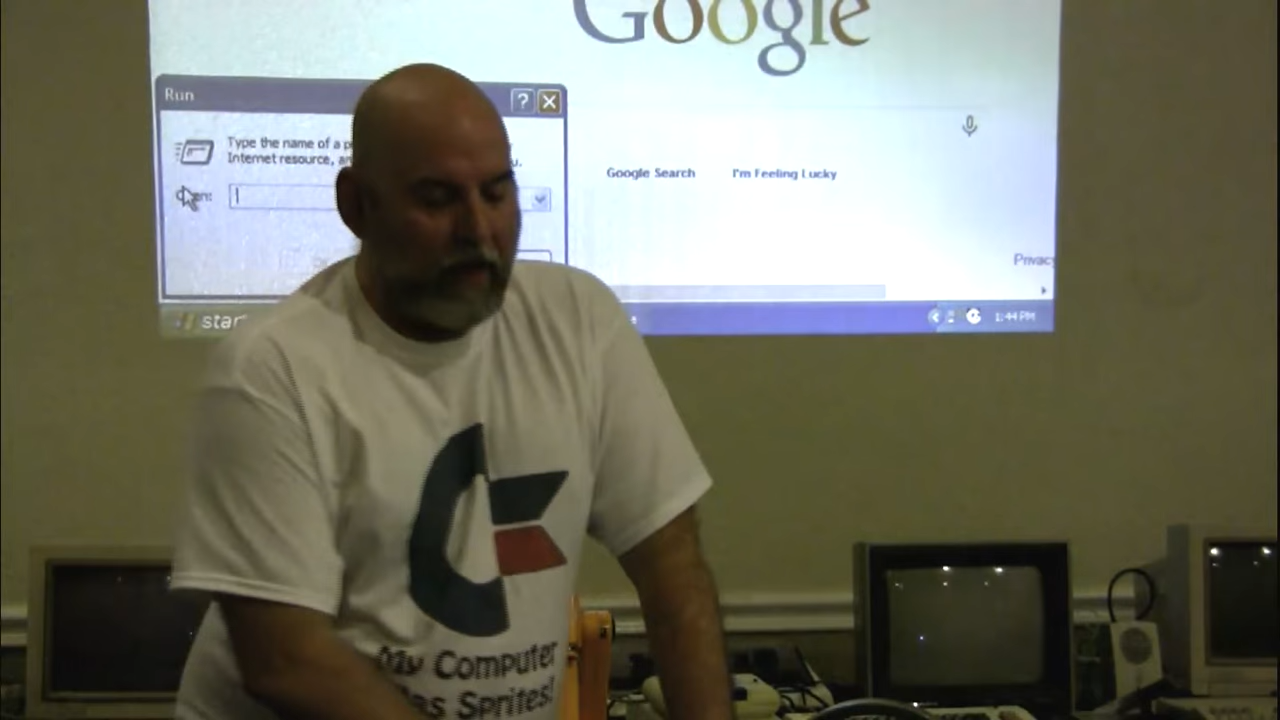 Google
Run
Type the name of a p
Internet resource, an u.
Google Search I'm Feeling Lucky
Privacy
start
1:44 PM
My Computer
Has Sprites!